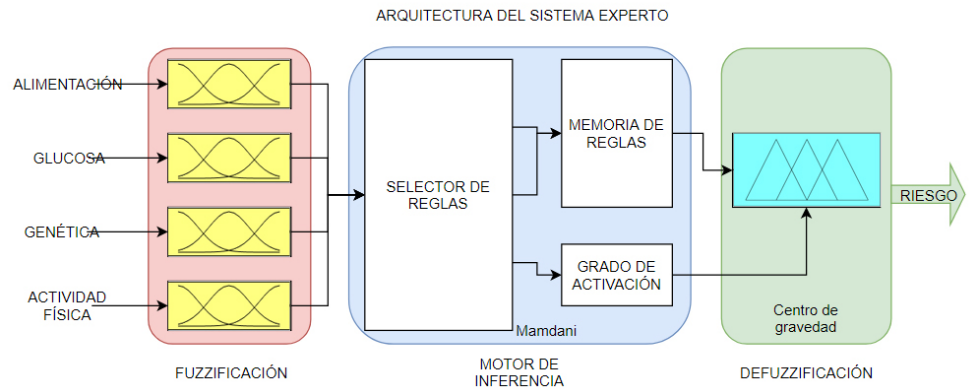 ARQUITECTURA DEL SISTEMA EXPERTO
ALIMENTACIÓN
GLUCOSA
GENÉTICA
ACTIVIDAD
FÍSICA
FUZZIFICACIÓN
SELECTOR DE
REGLAS
MEMORIA DE
REGLAS
GRADO DE
ACTIVACIÓN
Mamdani
MOTOR DE
INFERENCIA
Centro de
gravedad
DEFUZZIFICACIÓN
RIESGO